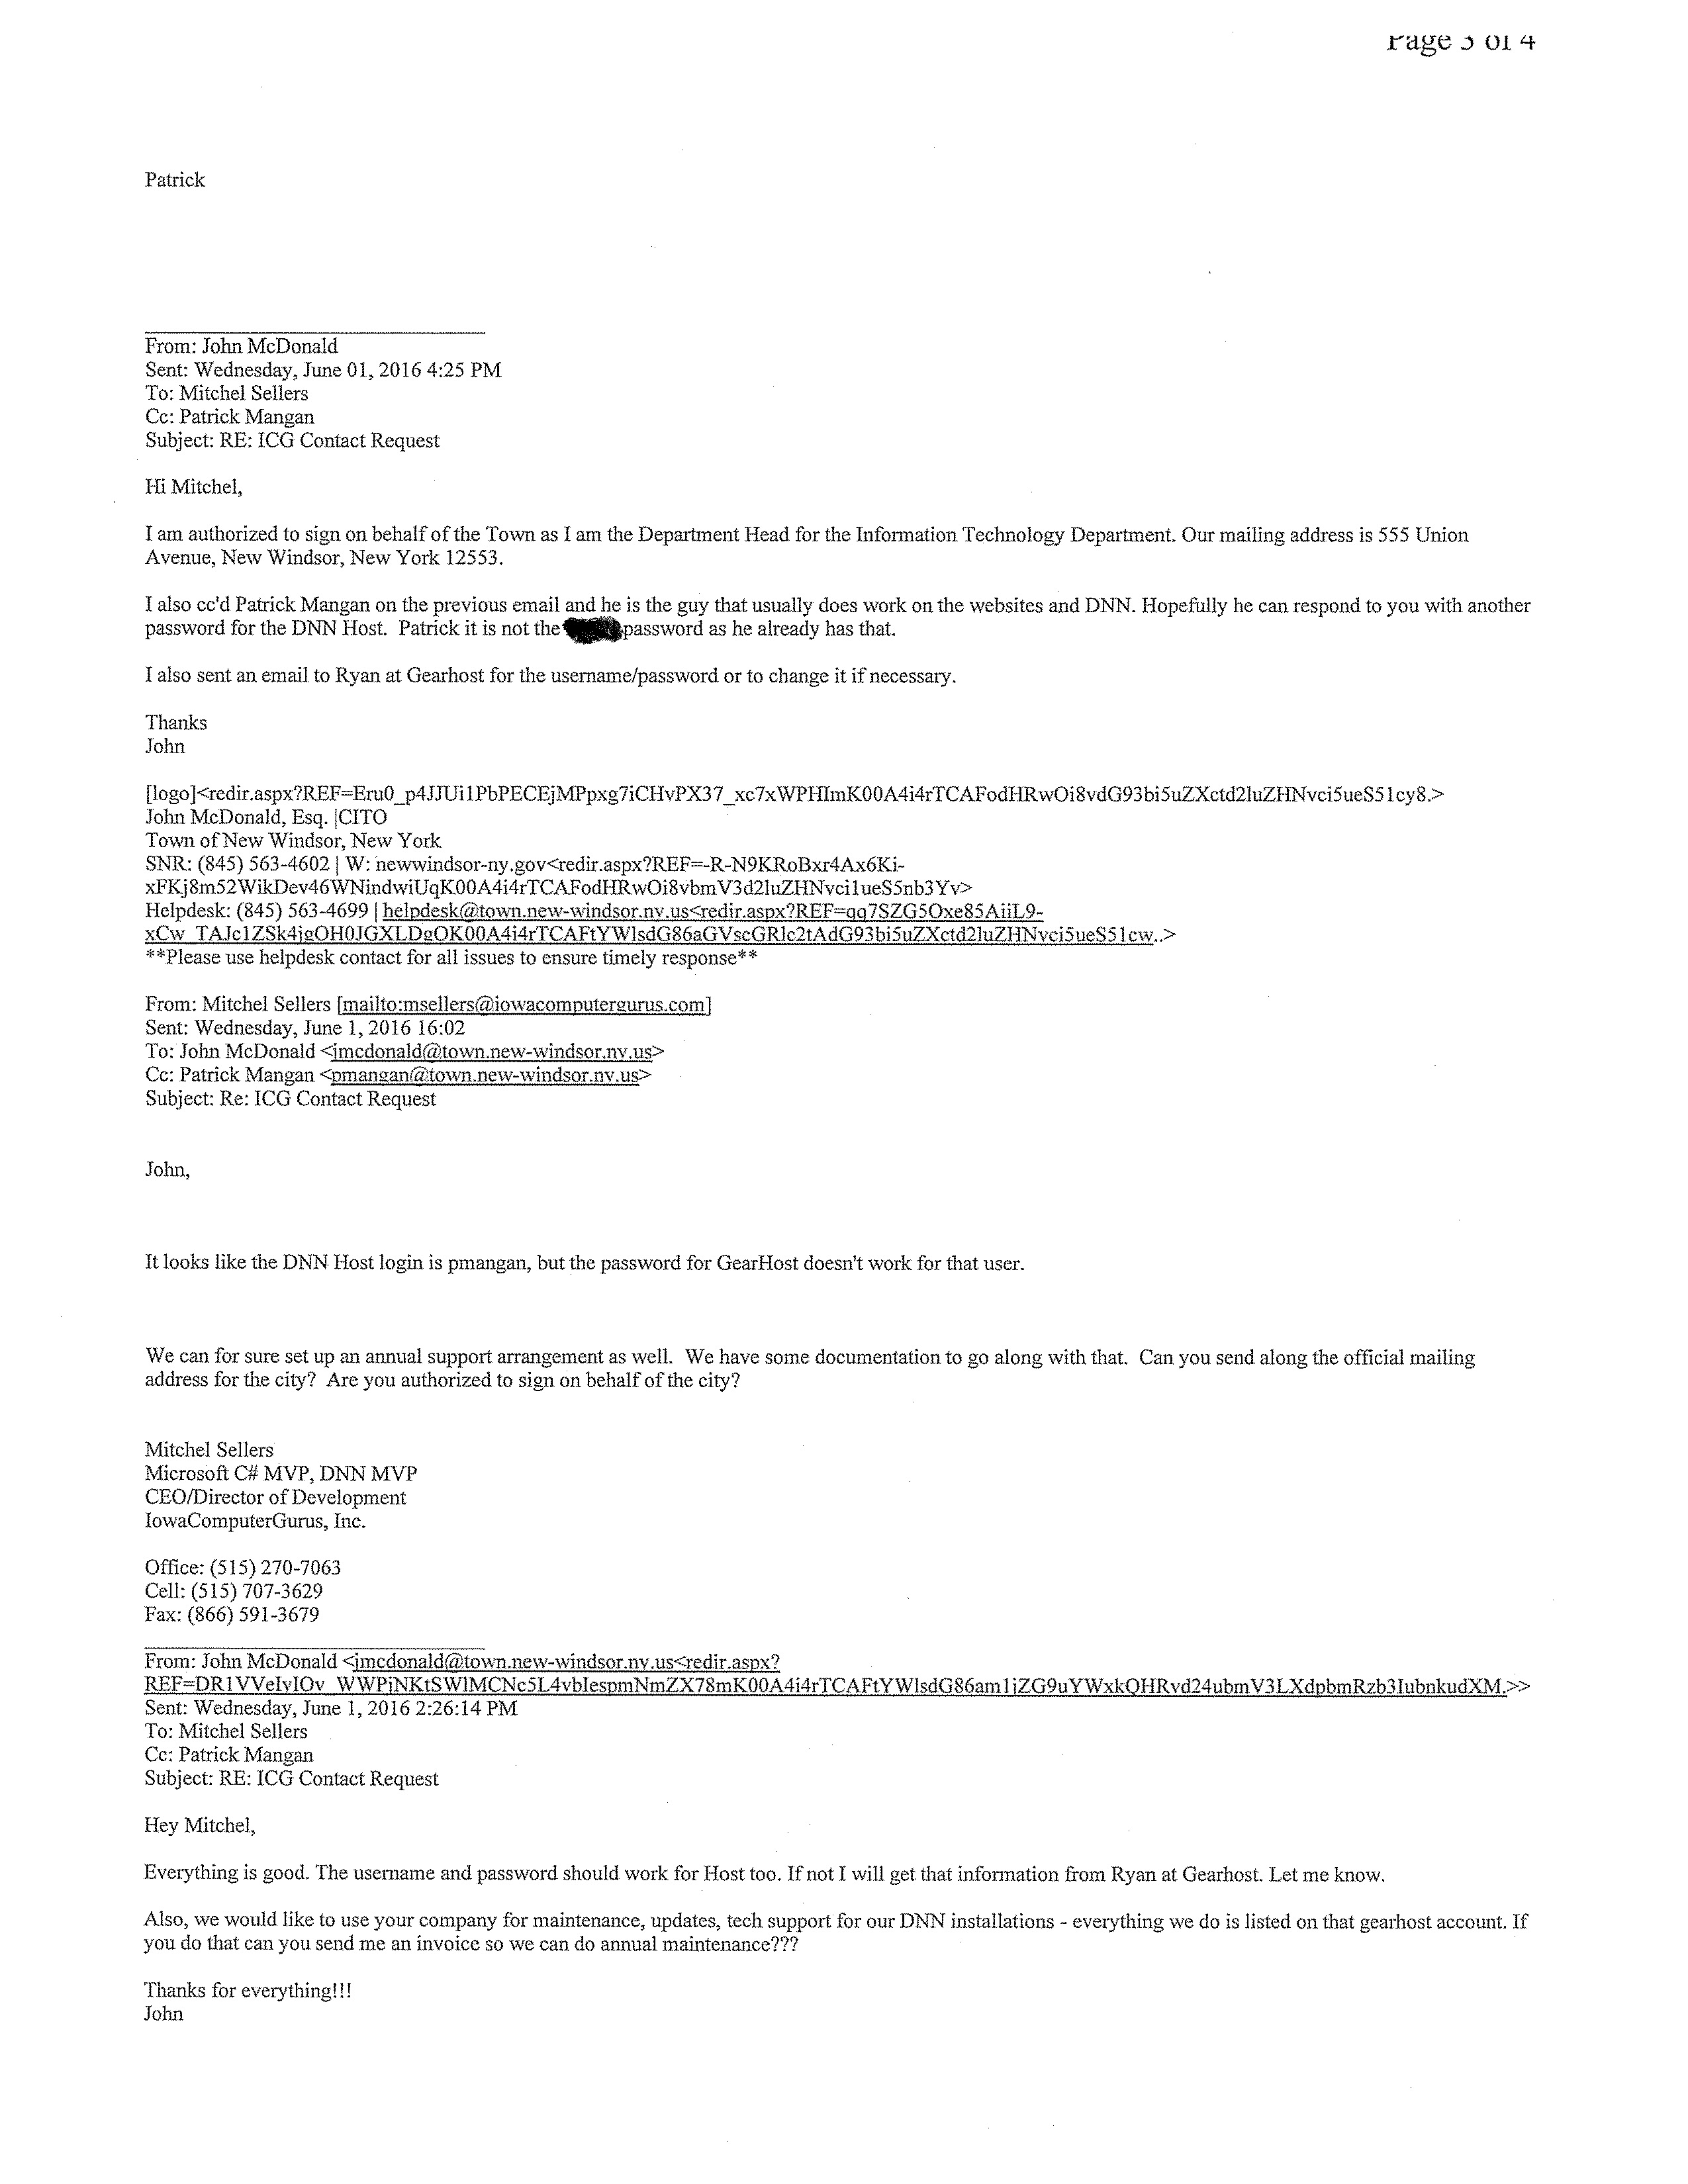 Page 3 of 4
Patrick
From: John McDonald
Sent: Wednesday, June 01, 2016 4:25 PM
To: Mitchel Sellers
Cc: Patrick Mangan
Subject: RE: ICG Contact Request
Hi Mitchel,
I am authorized to sign on behalf of the Town as I am the Department Head for the Information Technology Department. Our mailing address is 555 Union
Avenue, New Windsor, New York 12553.
I also cc'd Patrick Mangan on the previous email and he is the guy that usually does work on the websites and DNN. Hopefully he can respond to you with another
password for the DNN Host.  Patrick it is not the password as he already has that.
I also sent an email to Ryan at Gearhost for the username/password or to change it if necessary.
Thanks
John
[logo]<redir.aspx?REF=Eru0_p4JJUi1PbPECEjMPpxg7iCHvPX37_xc7xWPHImK00A4i4rTCAFodHRwOi8vdG93bi5uZXctd2luZHNvci5ueS51cy8.>
John McDonald, Esq. |CITO
Town of New Windsor, New York
SNR: (845) 563-4602 | W: newwindsor-ny.gov<redir.aspx?REF=-R-N9KRoBxr4Ax6Ki-
xFKj8m52WikDev46WNindwiUqK00A4i4rTCAFodHRwOi8vbmV3d2luZHNvci1ueS5nb3Yv>
Helpdesk: (845) 563-4699 | helpdesk@town.new-windsor.ny.us<redir.aspx?REF=qq7SZG5Oxe85AiiL9-
xCw_TAJc1ZSk4jgOH0JGXLDgOK00A4i4rTCAFtYWlsdG86aGVscGRlc2tAdG93bi5uZXctd2luZHNvci5ueS51cw..>
**Please use helpdesk contact for all issues to ensure timely response**
From: Mitchel Sellers [mailto:msellers@iowacomputergurus.com]
Sent: Wednesday, June 1, 2016 16:02
To: John McDonald <jmcdonald@town.new-windsor.ny.us>
Cc: Patrick Mangan <pmangan@town.new-windsor.ny.us>
Subject: Re: ICG Contact Request
John,
It looks like the DNN Host login is pmangan, but the password for GearHost doesn't work for that user.
We can for sure set up an annual support arrangement as well.  We have some documentation to go along with that.  Can you send along the official mailing
address for the city?  Are you authorized to sign on behalf of the city?
Mitchel Sellers
Microsoft C# MVP, DNN MVP
CEO/Director of Development
IowaComputerGurus, Inc.
Office: (515) 270-7063
Cell: (515) 707-3629
Fax: (866) 591-3679
From: John McDonald <jmcdonald@town.new-windsor.ny.us<redir.aspx?
REF=DR1VVeIvIOv_WWPjNKtSWlMCNc5L4vbIespmNmZX78mK00A4i4rTCAFtYWlsdG86am1jZG9uYWxkQHRvd24ubmV3LXdpbmRzb3IubnkudXM.>>
Sent: Wednesday, June 1, 2016 2:26:14 PM
To: Mitchel Sellers
Cc: Patrick Mangan
Subject: RE: ICG Contact Request
Hey Mitchel,
Everything is good. The username and password should work for Host too. If not I will get that information from Ryan at Gearhost. Let me know.
Also, we would like to use your company for maintenance, updates, tech support for our DNN installations - everything we do is listed on that gearhost account. If
you do that can you send me an invoice so we can do annual maintenance???
Thanks for everything!!!
John